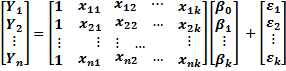 [Y₁] = [1 x₁₁ x₁₂ ⋯ x₁ₖ] [β₀] + [ε₁]
[Y₂] = [1 x₂₁ x₂₂ ⋯ x₂ₖ] [β₁] + [ε₂]
[⋮] = [⋮ ⋮ ⋮ … ⋮] [⋮] + [⋮]
[Yₙ] = [1 xₙ₁ xₙ₂ ⋯ xₙₖ] [βₖ] + [εₖ]